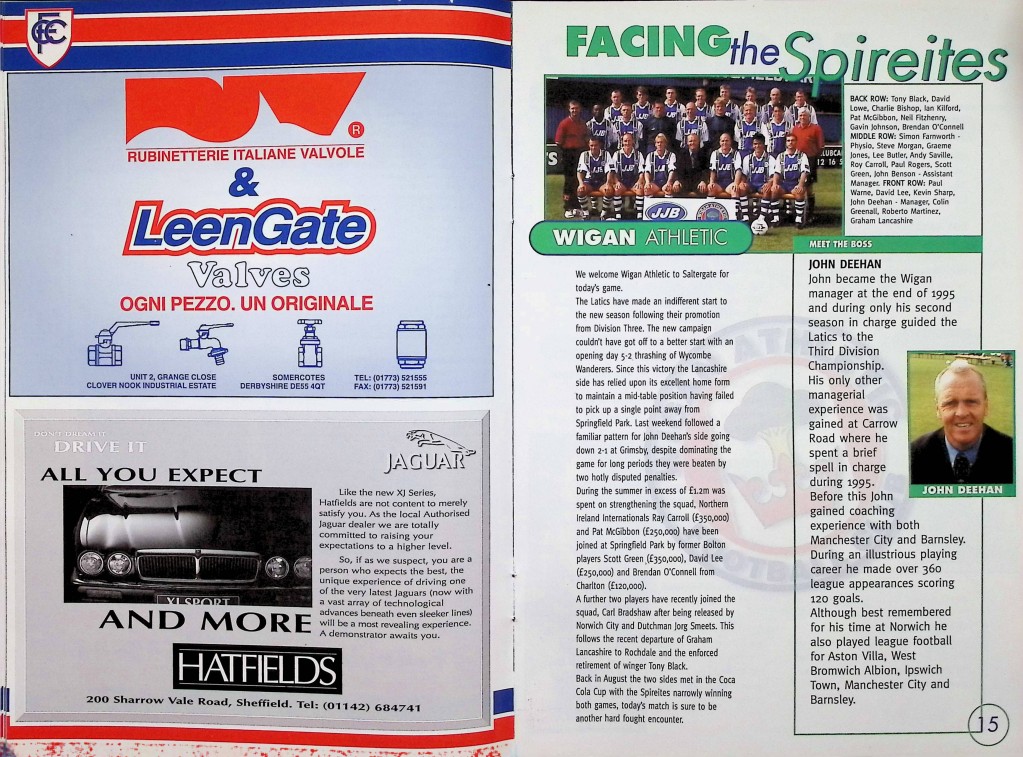 CFC
®
RUBINETTERIE ITALIANE VALVOLE
&
LeenGate
Valves
OGNI PEZZO. UN ORIGINALE
UNIT 2, GRANGE CLOSE
CLOVER NOOK INDUSTRIAL ESTATE
SOMERCOTES
DERBYSHIRE DE55 4QT
TEL: (01773) 521555
FAX: (01773) 521591
DON'T DREAM IT
DRIVE IT
JAGUAR
ALL YOU EXPECT
XJ SPORT
Like the new XJ Series,
Hatfields are not content to merely
satisfy you. As the local Authorised
Jaguar dealer we are totally
committed to raising your
expectations to a higher level.
So, if as we suspect, you are a
person who expects the best, the
unique experience of driving one
of the very latest Jaguars (now with
a vast array of technological
advances beneath even sleeker lines)
will be a most revealing experience.
A demonstrator awaits you.
AND MORE
HATFIELDS
200 Sharrow Vale Road, Sheffield. Tel: (01142) 684741
FACING the Spireites
BACK ROW: Tony Black, David
Lowe, Charlie Bishop, Ian Kilford,
Pat McGibbon, Neil Fitzhenry,
Gavin Johnson, Brendan O'Connell
MIDDLE ROW: Simon Farnworth -
Physio, Steve Morgan, Graeme
Jones, Lee Butler, Andy Saville,
Roy Carroll, Paul Rogers, Scott
Green, John Benson - Assistant
Manager. FRONT ROW: Paul
Warne, David Lee, Kevin Sharp,
John Deehan - Manager, Colin
Greenall, Roberto Martinez,
Graham Lancashire
JJB
WIGAN ATHLETIC
We welcome Wigan Athletic to Saltergate for
today's game.
The Latics have made an indifferent start to
the new season following their promotion
from Division Three. The new campaign
couldn't have got off to a better start with an
opening day 5-2 thrashing of Wycombe
Wanderers. Since this victory the Lancashire
side has relied upon its excellent home form
to maintain a mid-table position having failed
to pick up a single point away from
Springfield Park. Last weekend followed a
familiar pattern for John Deehan's side going
down 2-1 at Grimsby, despite dominating the
game for long periods they were beaten by
two hotly disputed penalties.
During the summer in excess of £1.2m was
spent on strengthening the squad, Northern
Ireland Internationals Ray Carroll (£350,000)
and Pat McGibbon (£250,000) have been
joined at Springfield Park by former Bolton
players Scott Green (£350,000), David Lee
(£250,000) and Brendan O'Connell from
Charlton (£120,000).
A further two players have recently joined the
squad, Carl Bradshaw after being released by
Norwich City and Dutchman Jorg Smeets. This
follows the recent departure of Graham
Lancashire to Rochdale and the enforced
retirement of winger Tony Black.
Back in August the two sides met in the Coca
Cola Cup with the Spireites narrowly winning
both games, today's match is sure to be
another hard fought encounter.
MEET THE BOSS
JOHN DEEHAN
John became the Wigan
manager at the end of 1995
and during only his second
season in charge guided the
Latics to the
Third Division
Championship.
His only other
managerial
experience was
gained at Carrow
Road where he
spent a brief
spell in charge
during 1995.
Before this John
gained coaching
experience with both
Manchester City and Barnsley.
During an illustrious playing
career he made over 360
league appearances scoring
120 goals.
Although best remembered
for his time at Norwich he
also played league football
for Aston Villa, West
Bromwich Albion, Ipswich
Town, Manchester City and
Barnsley.
JOHN DEEHAN
15